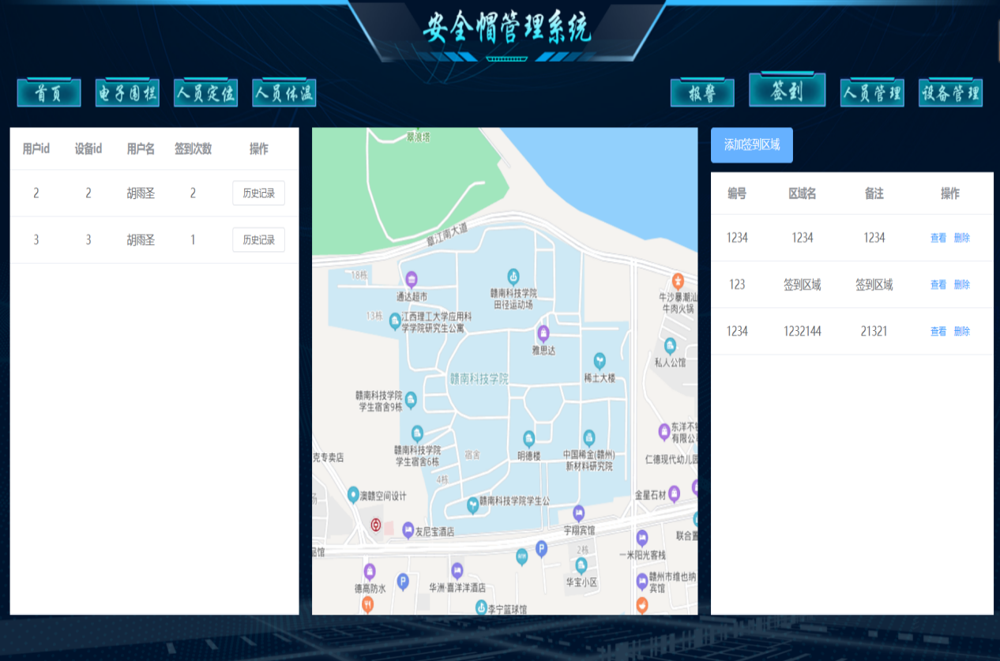 安全帽管理系统
首页 电子围栏 人员定位 人员体温 报警 签到 人员管理 设备管理
用户id 设备id 用户名 签到次数 操作
2 2 胡雨圣 2 历史记录
3 3 胡雨圣 1 历史记录
翠浪塔
章江南大道
18栋
通达超市
赣南科技学院
田径运动场
牛沙暴潮汕
牛肉火锅
13栋
江西理工大学应用科
学学院研究生公寓
雅思达
私人公馆
赣南科技学院
稀土大楼
赣南科技学院
学生宿舍9栋
东洋不锈
有限公司
赣南科技学院
学生宿舍6栋
宿舍
明德楼
中国稀金(赣州)
新材料研究院
克专卖店
仁德现代幼儿园
4栋
澳赣空间设计
场
赣南科技学院学生公
金星石材
友尼宝酒店
宇翔宾馆
联合置
品馆
P
2栋
一米阳光客栈
德高防水
P
华洲·喜洋洋酒店
华宝小区
赣州市维也纳
宾馆
李宁篮球馆
添加签到区域
编号 区域名 备注 操作
1234 1234 1234 查看 删除
123 签到区域 签到区域 查看 删除
1234 1232144 21321 查看 删除